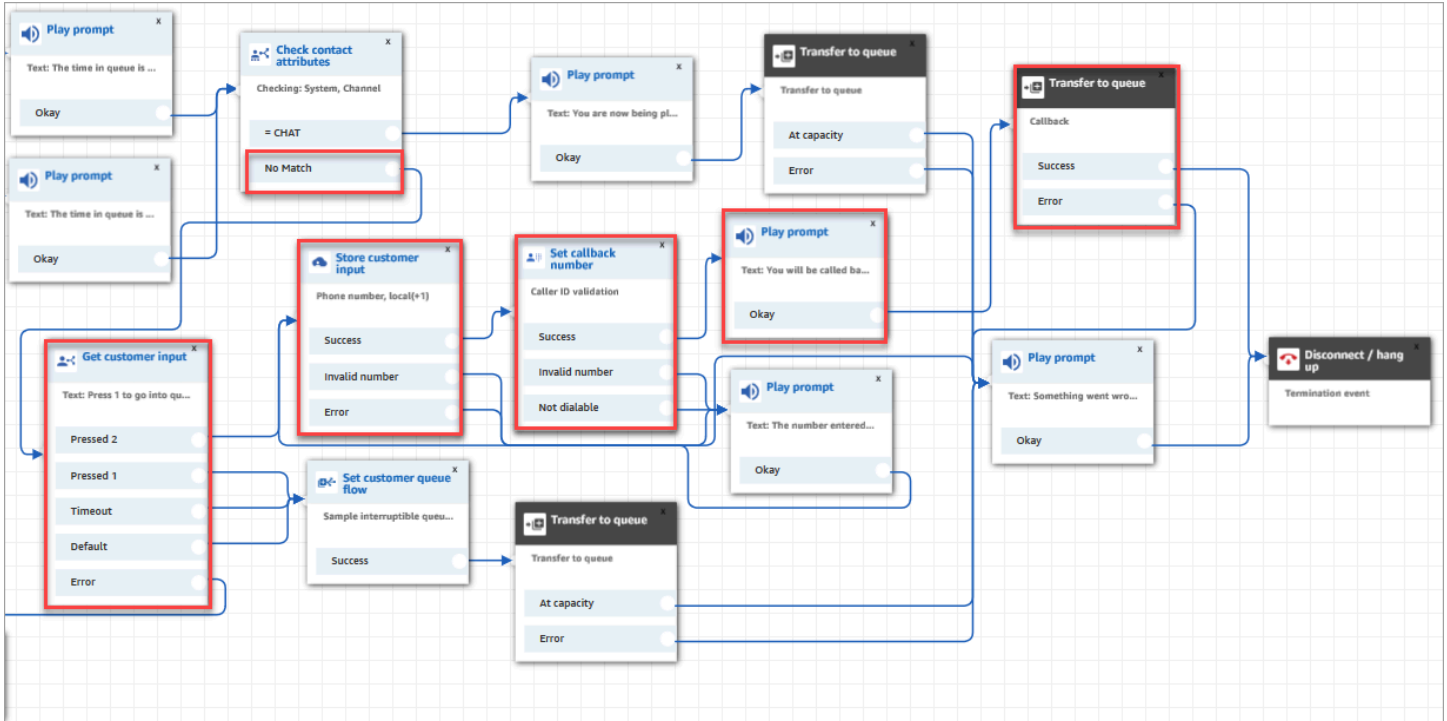 Play prompt
x
Text: The time in queue is ...
Okay
Play prompt
x
Text: The time in queue is ...
Okay
Check contact
attributes
x
Checking: System, Channel
= CHAT
No Match
Play prompt
x
Text: You are now being pl...
Okay
Transfer to queue
x
Transfer to queue
At capacity
Error
Transfer to queue
x
Callback
Success
Error
Store customer
input
x
Phone number, local(+1)
Success
Invalid number
Error
Set callback
number
x
Caller ID validation
Success
Invalid number
Not dialable
Play prompt
x
Text: You will be called ba...
Okay
Get customer input
x
Text: Press 1 to go into qu...
Pressed 2
Pressed 1
Timeout
Default
Error
Play prompt
x
Text: The number entered...
Okay
Play prompt
x
Text: Something went wro...
Okay
Disconnect / hang
up
x
Termination event
Set customer queue
flow
x
Sample interruptible queu...
Success
Transfer to queue
x
Transfer to queue
At capacity
Error